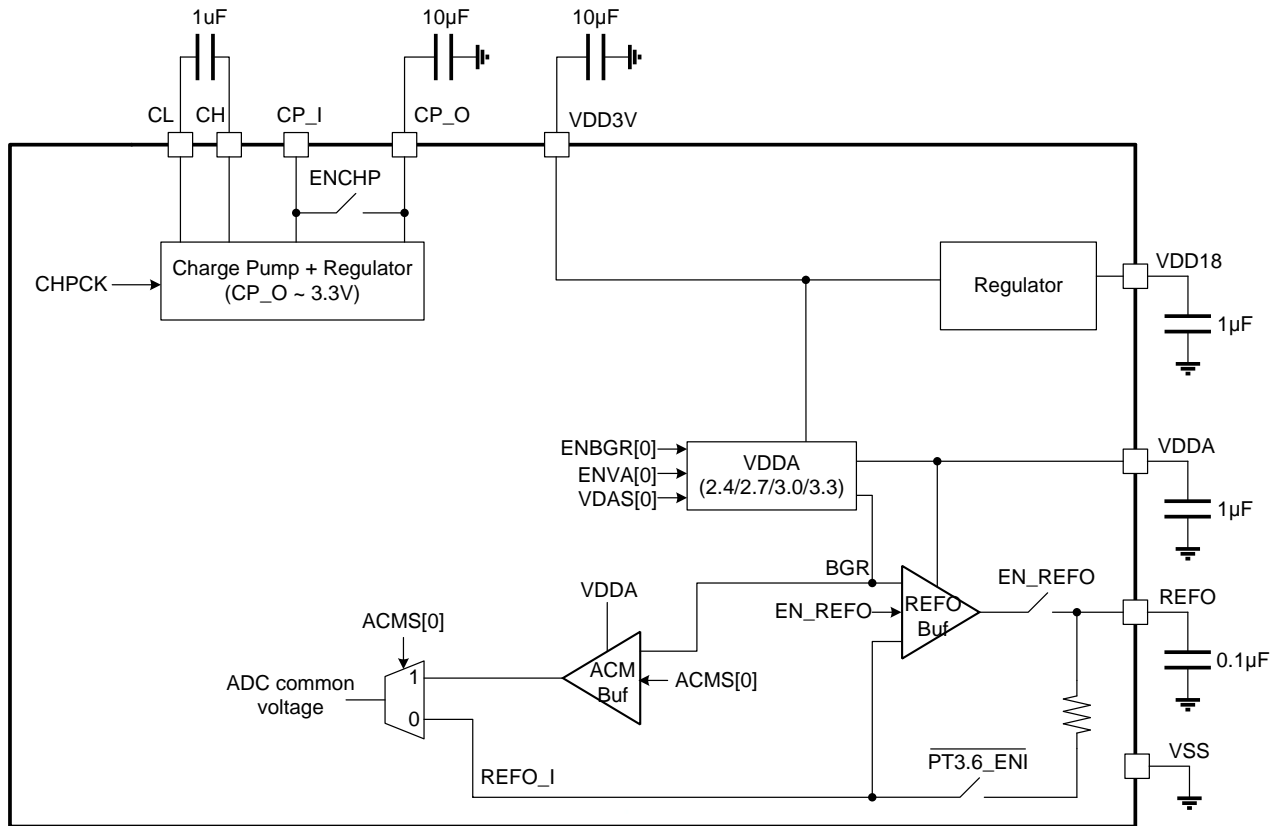 1uF
10µF
10µF
CL
CH
CP_I
CP_O
VDD3V
ENCHP
CHPCK
Charge Pump + Regulator
(CP_O ~ 3.3V)
Regulator
VDD18
1µF
ENBGR[0]
ENVA[0]
VDAS[0]
VDDA
(2.4/2.7/3.0/3.3)
VDDA
1µF
BGR
EN_REFO
REFO
Buf
EN_REFO
REFO
0.1µF
VDDA
ACMS[0]
ACM
Buf
ACMS[0]
ADC common
voltage
1
0
REFO_I
PT3.6_ENI
VSS